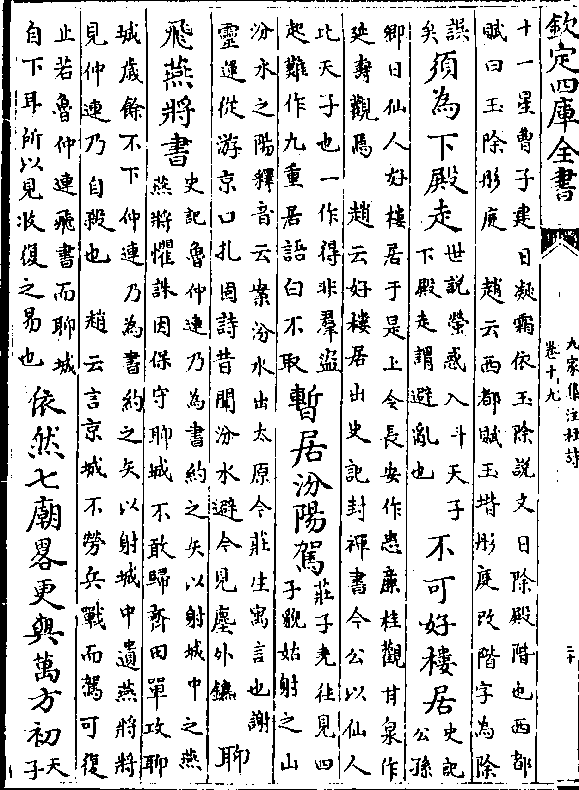 欽定四庫全書
九家集注杜詩
卷十九
十一星曹子建曰凝霜依玉除説文曰除殿階也西都
賦曰玉除彤庭　趙云西都賦玉堦彤庭改階字為除
誤
矣
須為下殿走
世説熒惑入斗天子
下殿走謂避亂也
不可好樓居
史記
公孫
卿曰仙人好樓居于是上令長安作蜚廉桂觀甘泉作
延壽觀焉　趙云好樓居出史記封禪書今公以仙人
比天子也一作得非羣盜
起難作九重居語白不取
暫居汾陽駕
莊子堯往見四
子藐姑射之山
汾水之陽釋音云案汾水出太原今莊生寓言也謝
靈運從游京口北固詩昔聞汾水遊今見塵外鑣
聊
飛燕將書
史記魯仲連乃為書約之矢以射城中之燕
燕將懼誅因保守聊城不敢歸齊田單攻聊
城歳餘不下仲連乃為書約之矢以射城中遺燕將將
見仲連乃自殺也　趙云言京城不勞兵戰而駕可復
止若魯仲連飛書而聊城
自下耳所以見收復之易也
依然七廟畧更與萬方初
天
子